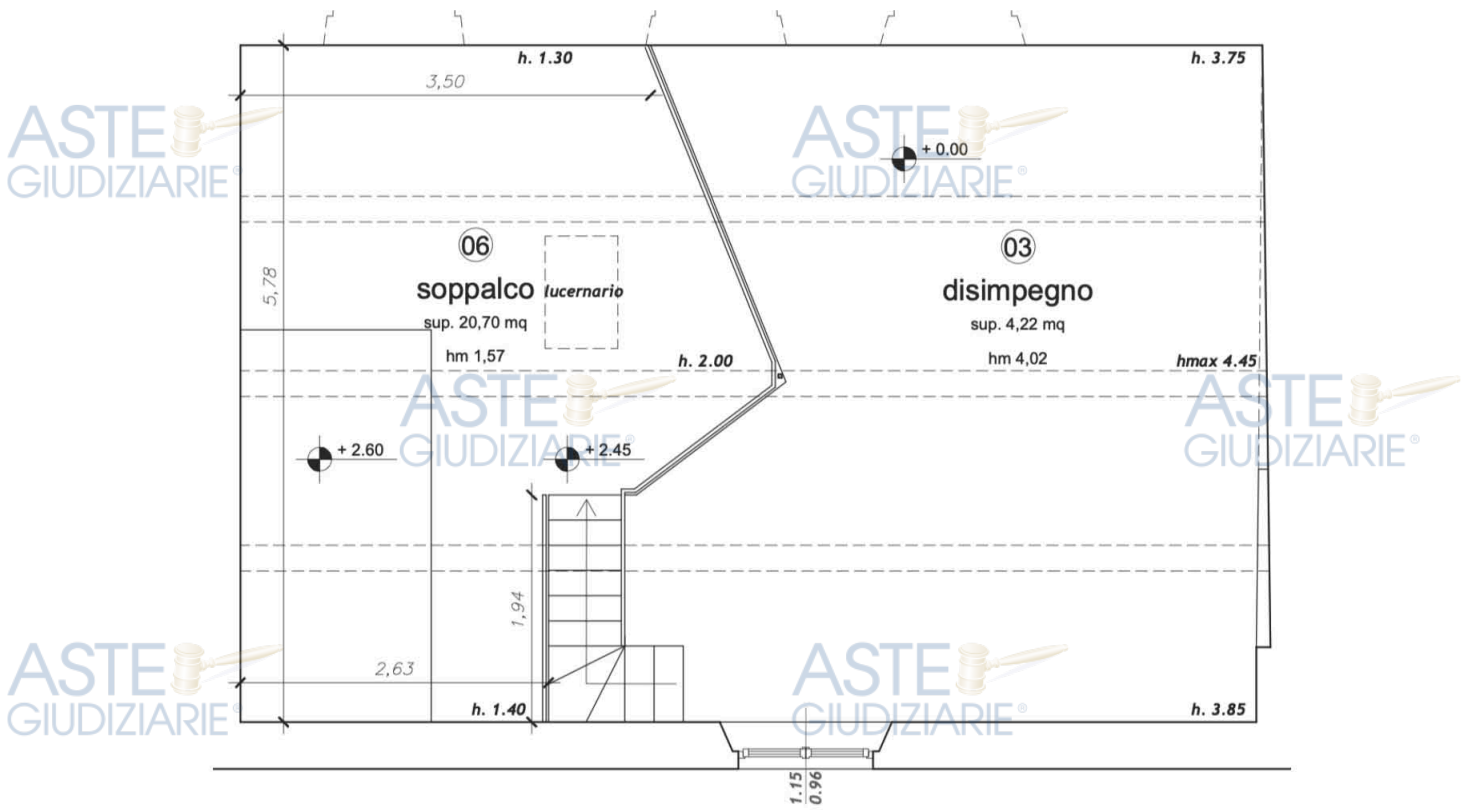 h. 1.30
h. 3.75
3,50
ASTE
GIUDIZIARIE®
ASTE
GIUDIZIARIE®
+ 0.00
06
soppalco
sup. 20,70 mq
hm 1,57
lucernario
03
disimpegno
sup. 4,22 mq
hm 4,02
5,78
h. 2.00
hmax 4.45
ASTE
GIUDIZIARIE®
ASTE
GIUDIZIARIE®
+ 2.60
+ 2.45
1,94
2,63
ASTE
GIUDIZIARIE®
ASTE
GIUDIZIARIE®
h. 1.40
h. 3.85
1.15
0.96